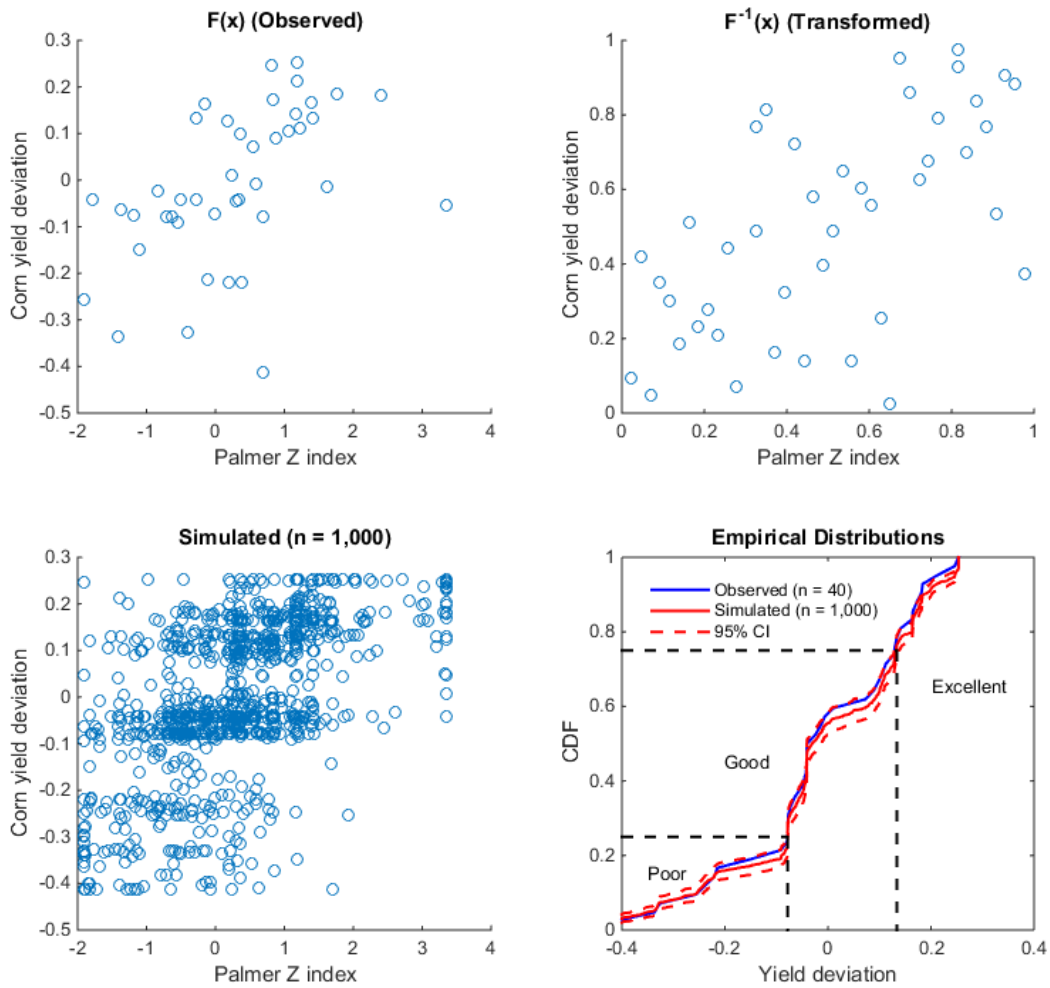 F(x) (Observed)
0.3
0.2
0.1
0
-0.1
-0.2
-0.3
-0.4
-0.5
-2 -1 0 1 2 3 4
Corn yield deviation
Palmer Z index
F⁻¹(x) (Transformed)
1
0.8
0.6
0.4
0.2
0
0 0.2 0.4 0.6 0.8 1
Corn yield deviation
Palmer Z index
Simulated (n = 1,000)
0.3
0.2
0.1
0
-0.1
-0.2
-0.3
-0.4
-0.5
-2 -1 0 1 2 3 4
Corn yield deviation
Palmer Z index
Empirical Distributions
1
0.8
0.6
0.4
0.2
0
-0.4 -0.2 0 0.2 0.4
CDF
Yield deviation
Observed (n = 40)
Simulated (n = 1,000)
95% CI
Excellent
Good
Poor